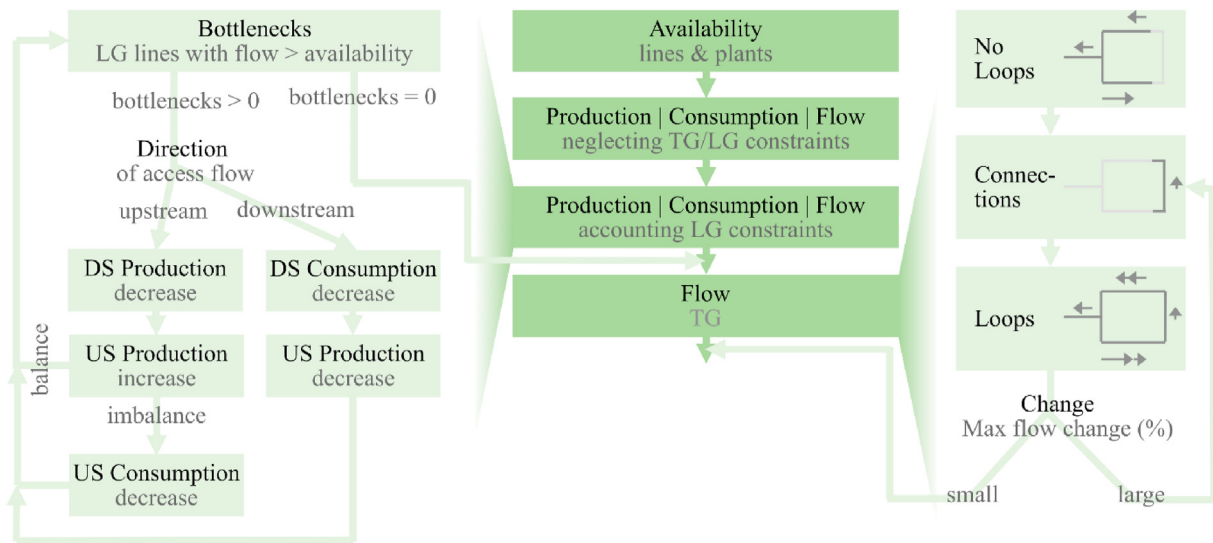 Bottlenecks
LG lines with flow > availability
bottlenecks > 0
bottlenecks = 0
Direction
of access flow
upstream
downstream
DS Production
decrease
DS Consumption
decrease
US Production
increase
US Production
decrease
balance
imbalance
US Consumption
decrease
Availability
lines & plants
Production | Consumption | Flow
neglecting TG/LG constraints
Production | Consumption | Flow
accounting LG constraints
Flow
TG
No
Loops
Connec-
tions
Loops
Change
Max flow change (%)
small
large